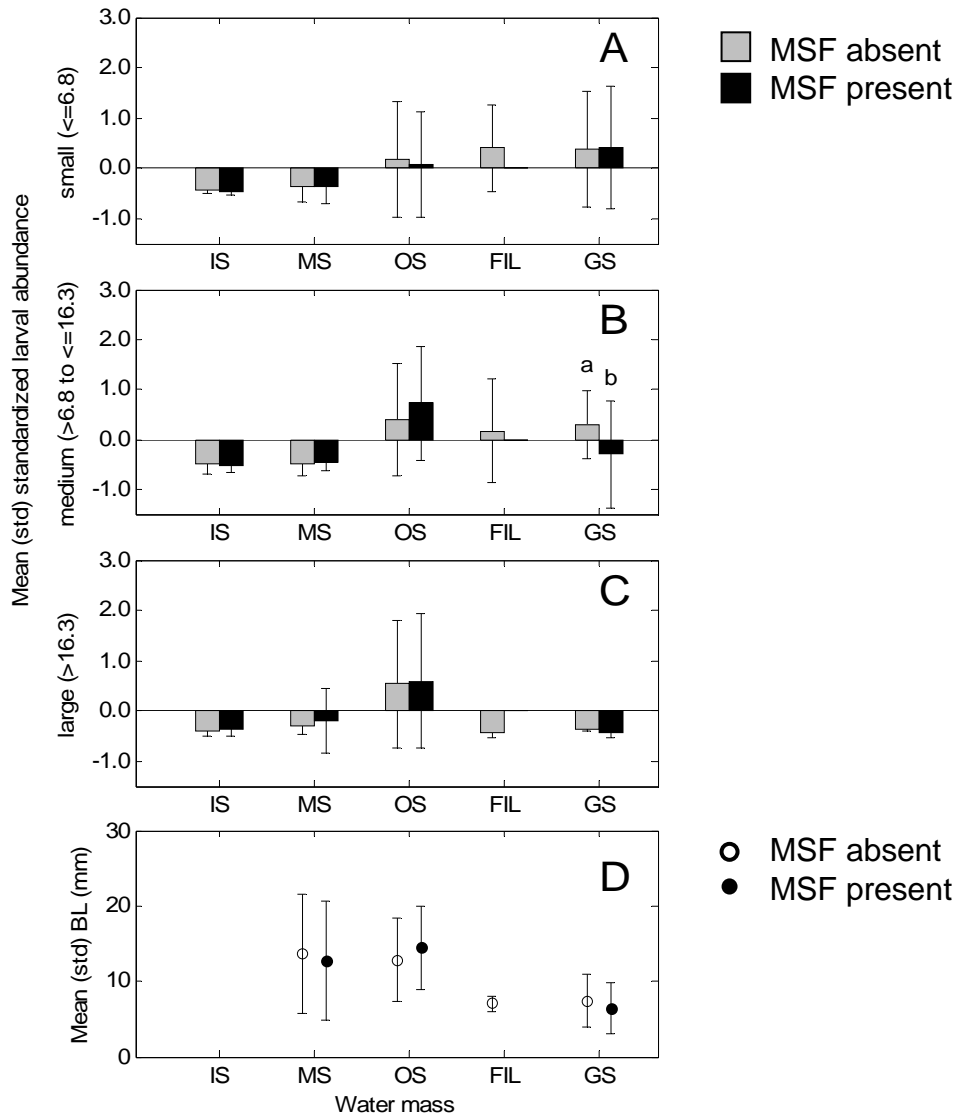 Mean (std) standardized larval abundance
small (<=6.8)
3.0
2.0
1.0
0.0
-1.0
A
IS MS OS FIL GS
MSF absent
MSF present
medium (>6.8 to <=16.3)
3.0
2.0
1.0
0.0
-1.0
B
a
b
IS MS OS FIL GS
large (>16.3)
3.0
2.0
1.0
0.0
-1.0
C
IS MS OS FIL GS
Mean (std) BL (mm)
30
20
10
0
D
IS MS OS FIL GS
Water mass
MSF absent
MSF present